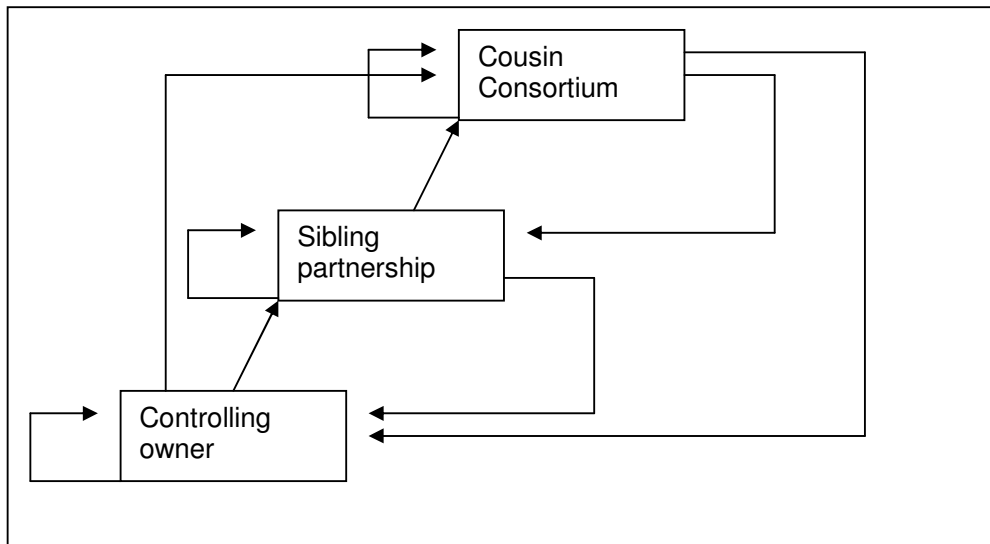 Cousin
Consortium
Sibling
partnership
Controlling
owner